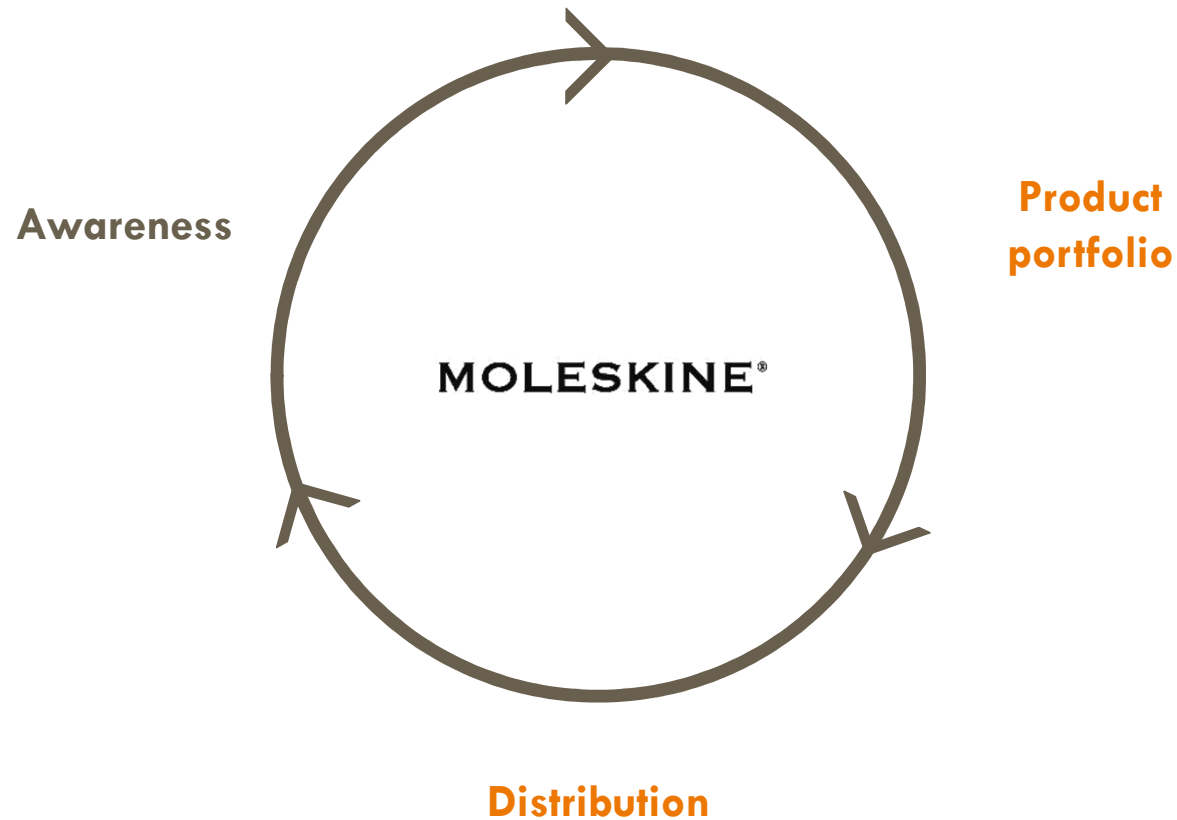 Awareness
Product
portfolio
MOLESKINE®
Distribution